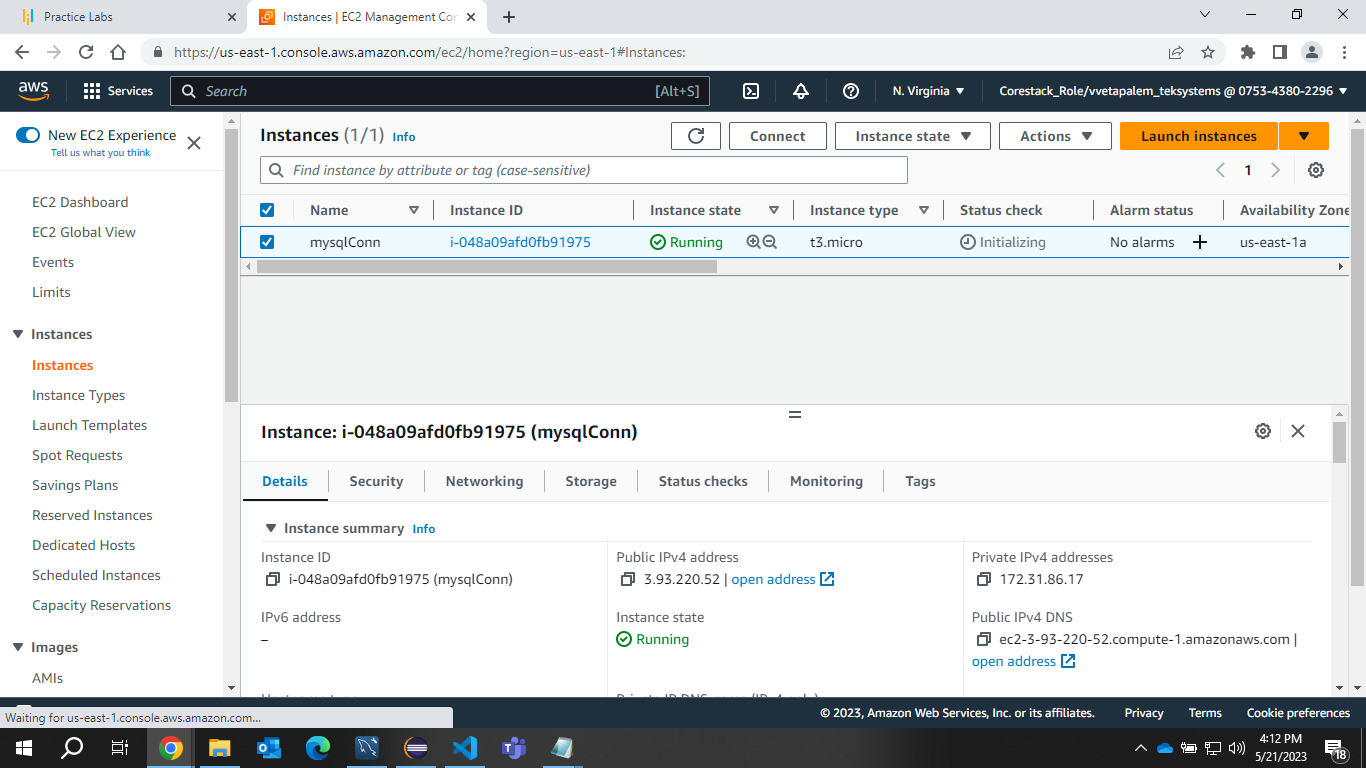 Practice Labs
Instances | EC2 Management Con
https://us-east-1.console.aws.amazon.com/ec2/home?region=us-east-1#Instances:
aws
Services
Search
[Alt+S]
N. Virginia
Corestack_Role/vvetapalem_teksystems @ 0753-4380-2296
New EC2 Experience
Tell us what you think
EC2 Dashboard
EC2 Global View
Events
Limits
Instances
Instances
Instance Types
Launch Templates
Spot Requests
Savings Plans
Reserved Instances
Dedicated Hosts
Scheduled Instances
Capacity Reservations
Images
AMIs
Instances (1/1) Info
Connect
Instance state
Actions
Launch instances
Find instance by attribute or tag (case-sensitive)
1
Name Instance ID Instance state Instance type Status check Alarm status Availability Zone
mysqlConn i-048a09afd0fb91975 Running t3.micro Initializing No alarms + us-east-1a
Instance: i-048a09afd0fb91975 (mysqlConn)
Details Security Networking Storage Status checks Monitoring Tags
Instance summary Info
Instance ID
i-048a09afd0fb91975 (mysqlConn)
Public IPv4 address
3.93.220.52 | open address
Private IPv4 addresses
172.31.86.17
IPv6 address
–
Instance state
Running
Public IPv4 DNS
ec2-3-93-220-52.compute-1.amazonaws.com |
open address
Waiting for us-east-1.console.aws.amazon.com...
© 2023, Amazon Web Services, Inc. or its affiliates. Privacy Terms Cookie preferences
4:12 PM
5/21/2023
18